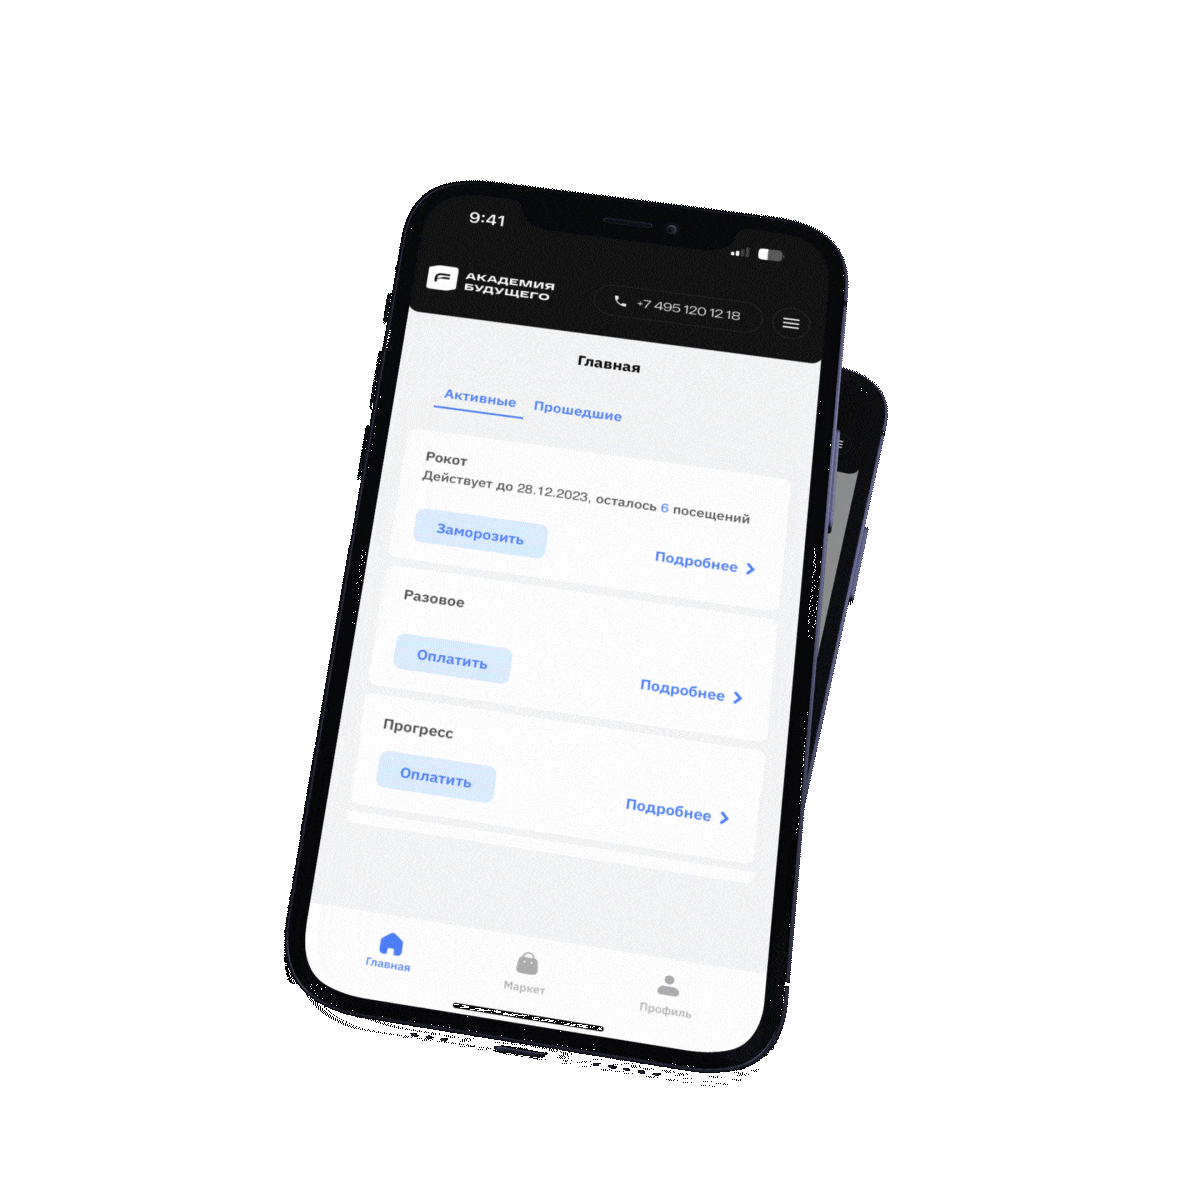 9:41
АКАДЕМИЯ
БУДУЩЕГО
+7 495 120 12 18
Главная
Активные Прошедшие
Рокот
Действует до 28.12.2023, осталось 6 посещений
Заморозить
Подробнее
Разовое
Оплатить
Подробнее
Прогресс
Оплатить
Подробнее
Главная
Маркет
Профиль